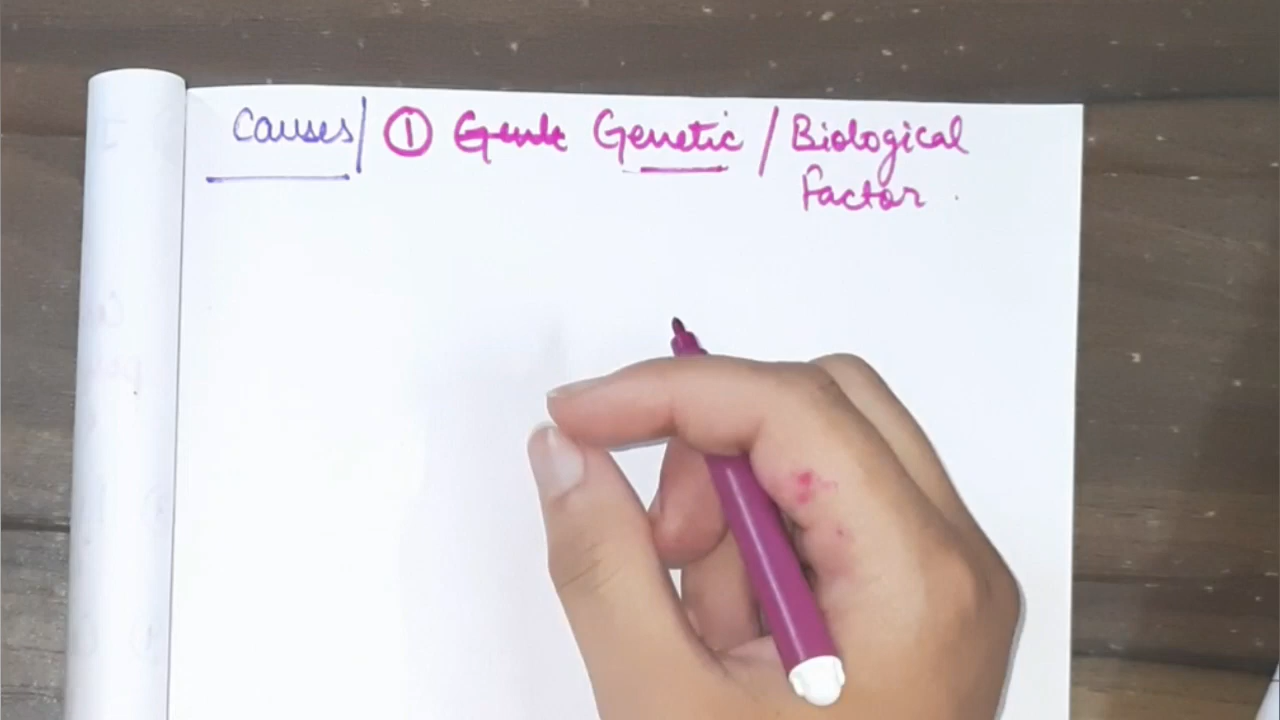 Causes/ ① Genetic / Biological
Factor.